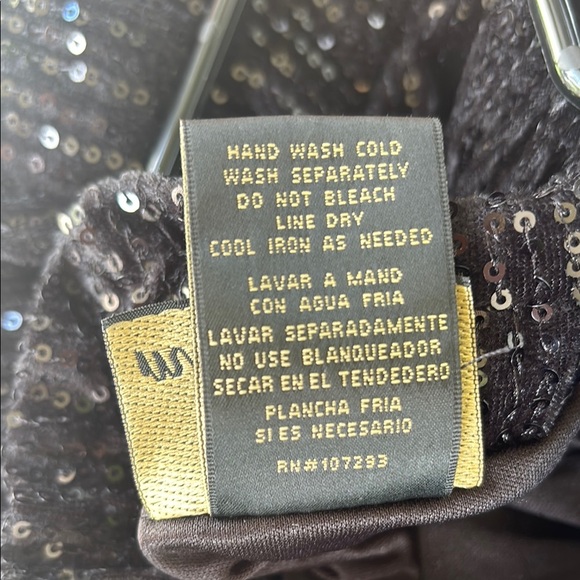 HAND WASH COLD
WASH SEPARATELY
DO NOT BLEACH
LINE DRY
COOL IRON AS NEEDED
LAVAR A MAND
CON AGUA FRIA
LAVAR SEPARADAMENTE
NO USE BLANQUEADOR
SECAR EN EL TENDEDERO
PLANCHA FRIA
SI ES NECESARIO
RN#107293